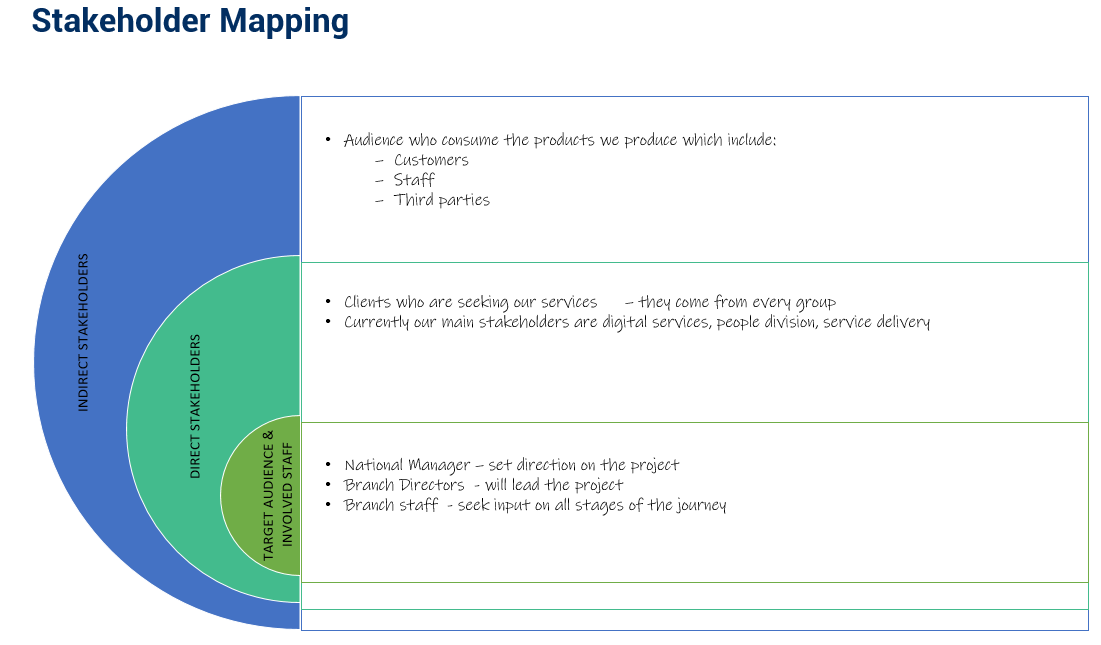 Stakeholder Mapping
INDIRECT STAKEHOLDERS
• Audience who consume the products we produce which include:
– Customers
– Staff
– Third parties
DIRECT STAKEHOLDERS
• Clients who are seeking our services – they come from every group
• Currently our main stakeholders are digital services, people division, service delivery
TARGET AUDIENCE &
INVOLVED STAFF
• National Manager – set direction on the project
• Branch Directors - will lead the project
• Branch staff - seek input on all stages of the journey